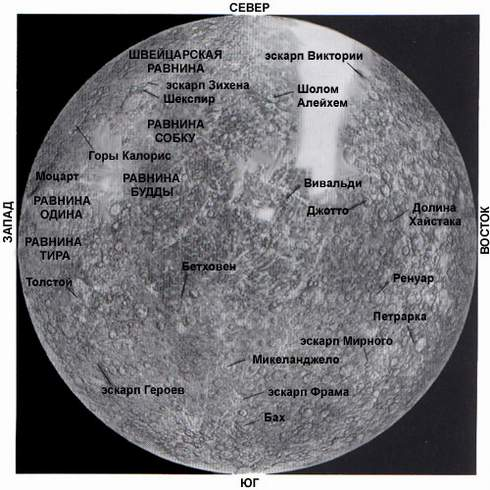 СЕВЕР
ШВЕЙЦАРСКАЯ
РАВНИНА
эскарп Виктории
эскарп Зихена
Шекспир
Шолом
Алейхем
РАВНИНА
СОБКУ
Горы Калорис
Моцарт
РАВНИНА
БУДДЫ
Вивальди
РАВНИНА
ОДИНА
Джотто
Долина
Хайстака
ЗАПАД
ВОСТОК
РАВНИНА
ТИРА
Бетховен
Толстой
Ренуар
Петрарка
эскарп Мирного
Микеланджело
эскарп Героев
эскарп Фрама
Бах
ЮГ